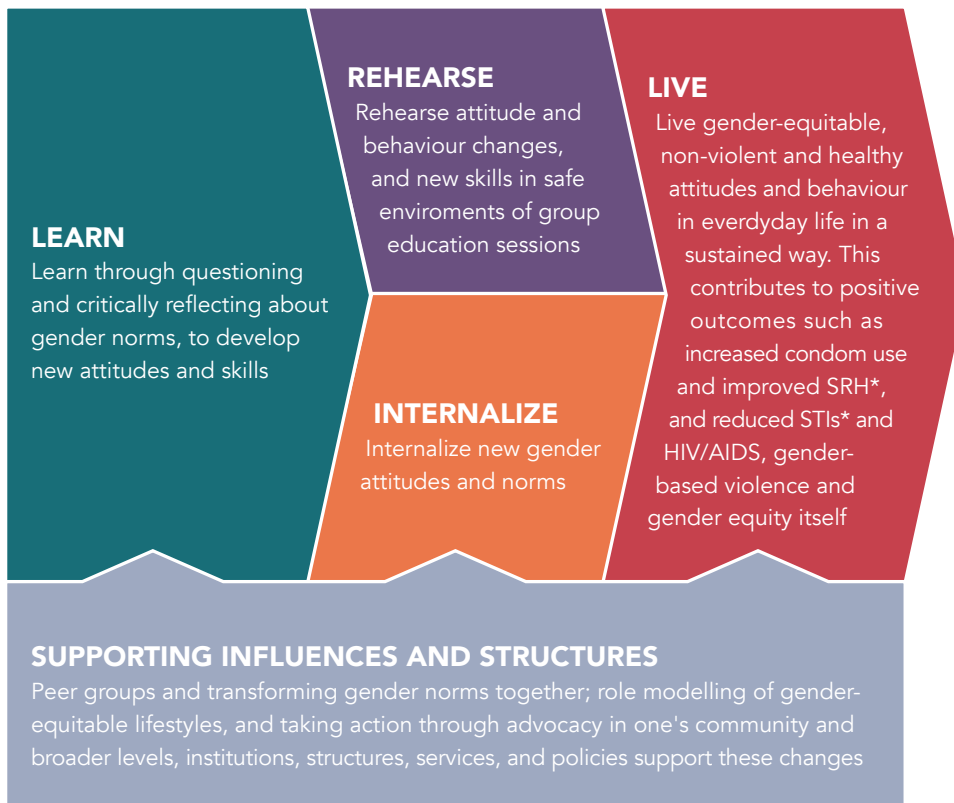 LEARN
Learn through questioning
and critically reflecting about
gender norms, to develop
new attitudes and skills
REHEARSE
Rehearse attitude and
behaviour changes,
and new skills in safe
enviroments of group
education sessions
INTERNALIZE
Internalize new gender
attitudes and norms
LIVE
Live gender-equitable,
non-violent and healthy
attitudes and behaviour
in everdyday life in a
sustained way. This
contributes to positive
outcomes such as
increased condom use
and improved SRH*,
and reduced STIs* and
HIV/AIDS, gender-
based violence and
gender equity itself
SUPPORTING INFLUENCES AND STRUCTURES
Peer groups and transforming gender norms together; role modelling of gender-
equitable lifestyles, and taking action through advocacy in one's community and
broader levels, institutions, structures, services, and policies support these changes